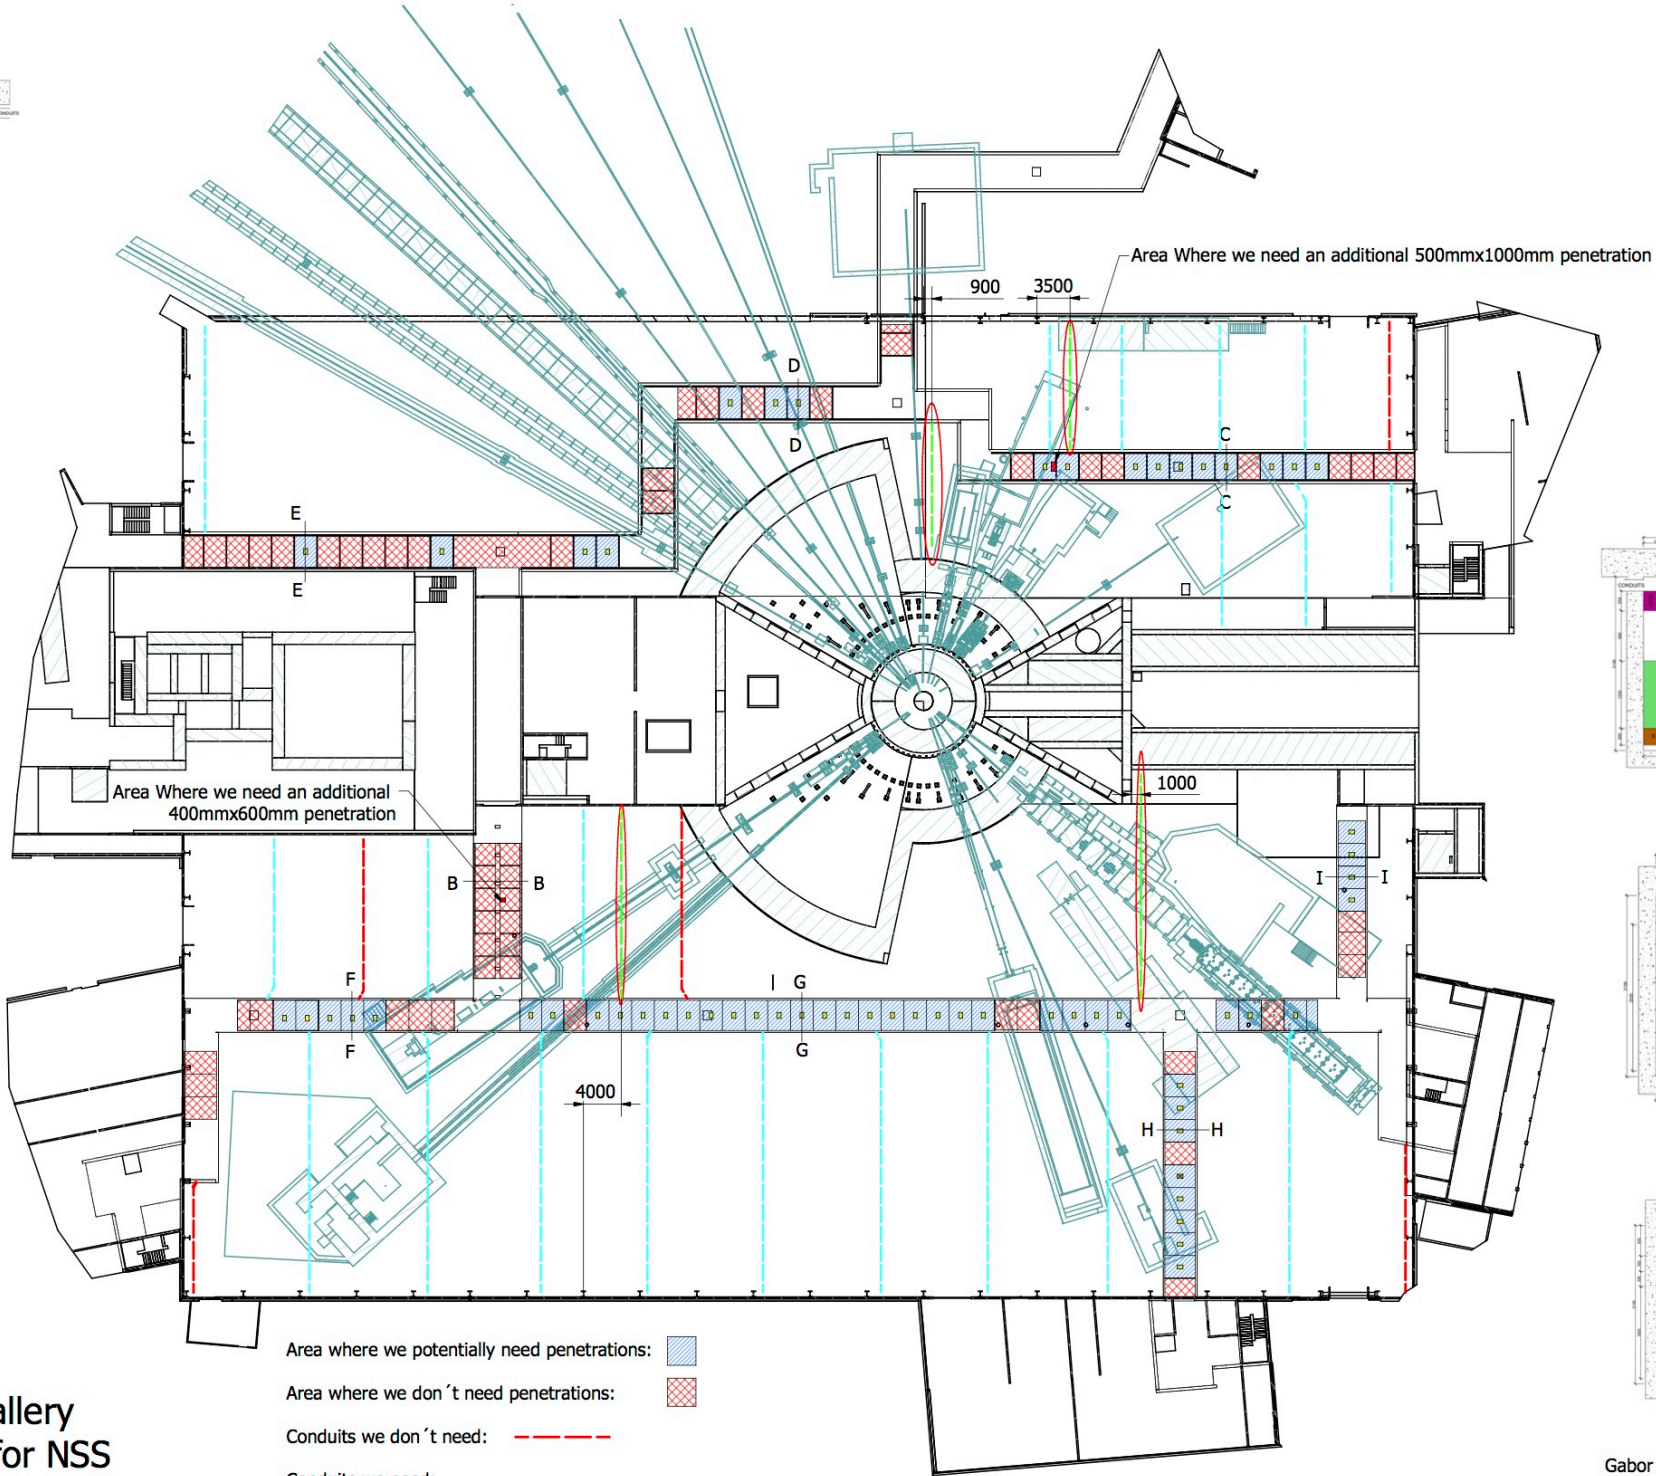 CONDUITS
Area Where we need an additional 500mmx1000mm penetration
900
3500
D
D
C
C
E
E
CONDUITS
Area Where we need an additional
400mmx600mm penetration
1000
B
B
I
I
F
I
G
F
G
4000
H
H
Area where we potentially need penetrations:
Area where we don´t need penetrations:
Conduits we don´t need:
allery
for NSS
Gabor